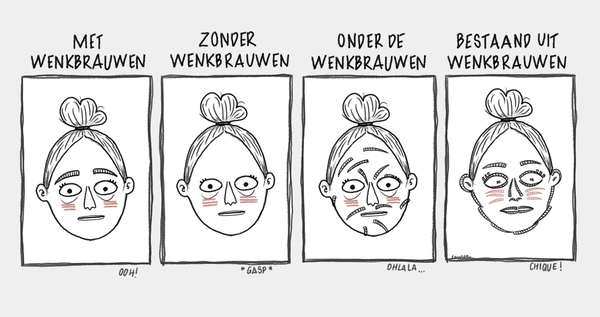 MET
WENKBRAUWEN
ZONDER
WENKBRAUWEN
ONDER DE
WENKBRAUWEN
BESTAAND UIT
WENKBRAUWEN
OOH!
*GASP*
OHLALA...
CHIQUE!